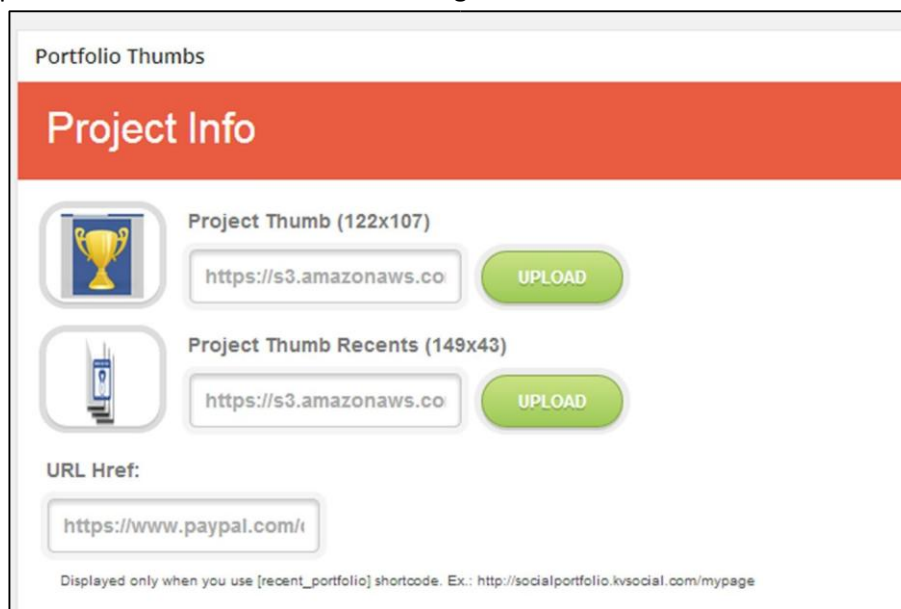 Portfolio Thumbs
Project Info
Project Thumb (122x107)
https://s3.amazonaws.co
UPLOAD
Project Thumb Recents (149x43)
https://s3.amazonaws.co
UPLOAD
URL Href:
https://www.paypal.com/
Displayed only when you use [recent_portfolio] shortcode. Ex.: http://socialportfolio.kvsocial.com/mypage